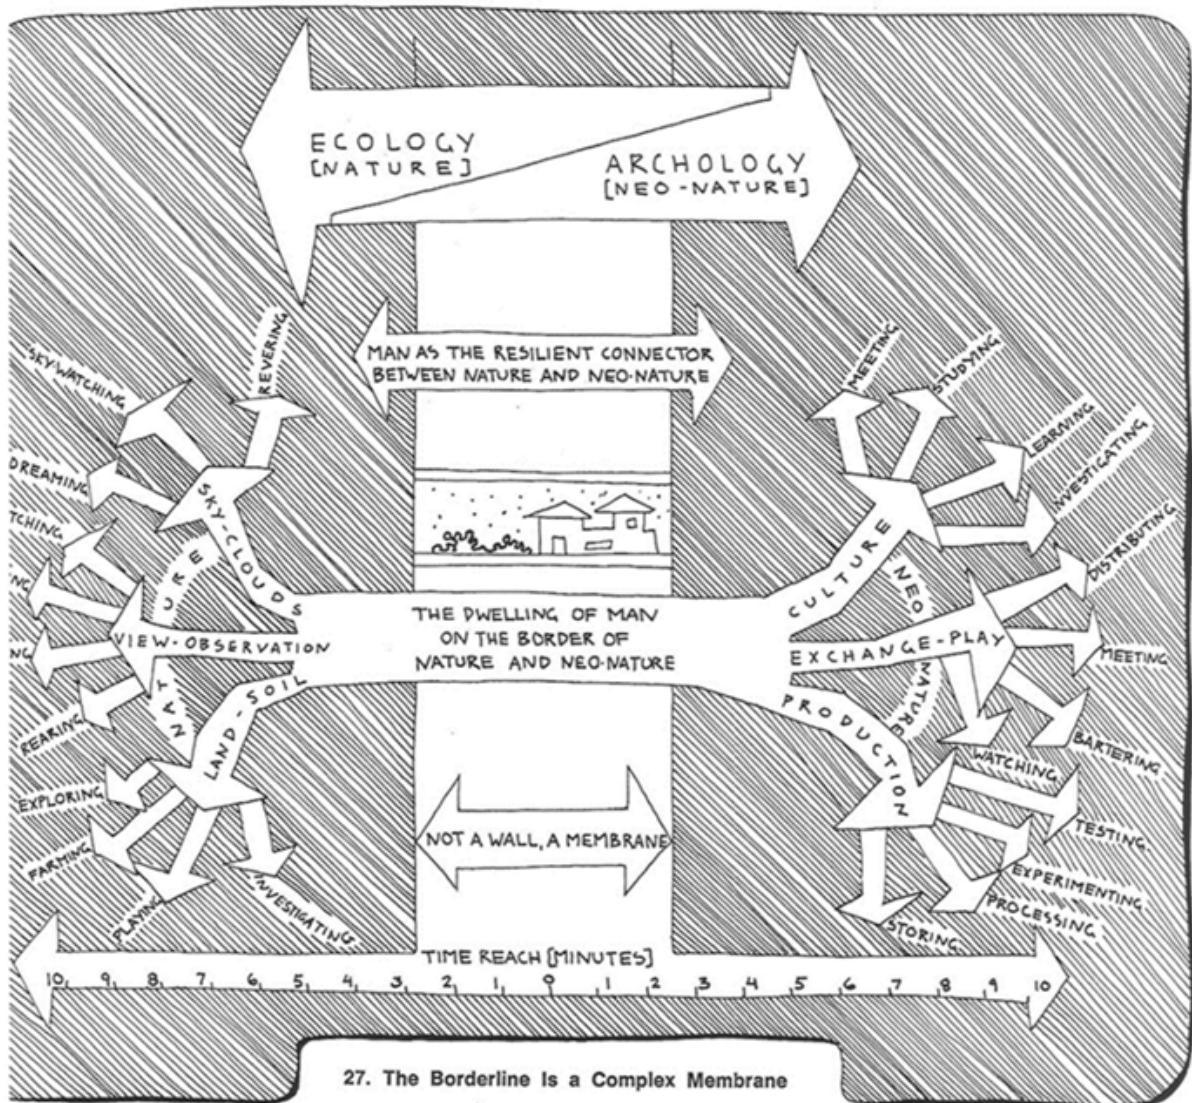 ECOLOGY
[NATURE]
ARCHOLOGY
[NEO-NATURE]
MAN AS THE RESILIENT CONNECTOR
BETWEEN NATURE AND NEO-NATURE
REVERING
SKY-WATCHING
DREAMING
REARING
EXPLORING
FARMING
PLAYING
INVESTIGATING
SKY-CLOUDS
VIEW-OBSERVATION
LAND-SOIL
NATURE
THE DWELLING OF MAN
ON THE BORDER OF
NATURE AND NEO-NATURE
CULTURE
EXCHANGE-PLAY
PRODUCTION
NEO NATURE
MEETING
STUDYING
LEARNING
INVESTIGATING
DISTRIBUTING
MEETING
BARTERING
WATCHING
TESTING
EXPERIMENTING
PROCESSING
STORING
NOT A WALL, A MEMBRANE
TIME REACH [MINUTES]
10 9 8 7 6 5 4 3 2 1 0 1 2 3 4 5 6 7 8 9 10
27. The Borderline Is a Complex Membrane